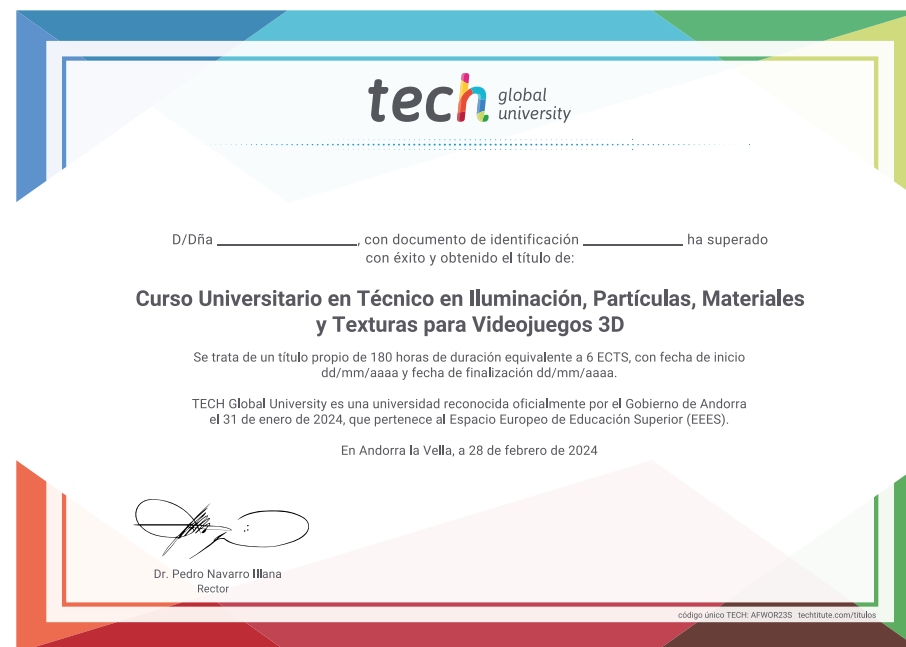 tech global
university
D/Dña ____________________, con documento de identificación ______________ ha superado
con éxito y obtenido el título de:
Curso Universitario en Técnico en Iluminación, Partículas, Materiales
y Texturas para Videojuegos 3D
Se trata de un título propio de 180 horas de duración equivalente a 6 ECTS, con fecha de inicio
dd/mm/aaaa y fecha de finalización dd/mm/aaaa.
TECH Global University es una universidad reconocida oficialmente por el Gobierno de Andorra
el 31 de enero de 2024, que pertenece al Espacio Europeo de Educación Superior (EEES).
En Andorra la Vella, a 28 de febrero de 2024
Dr. Pedro Navarro Illana
Rector
código único TECH: AFWOR23S techtitute.com/titulos